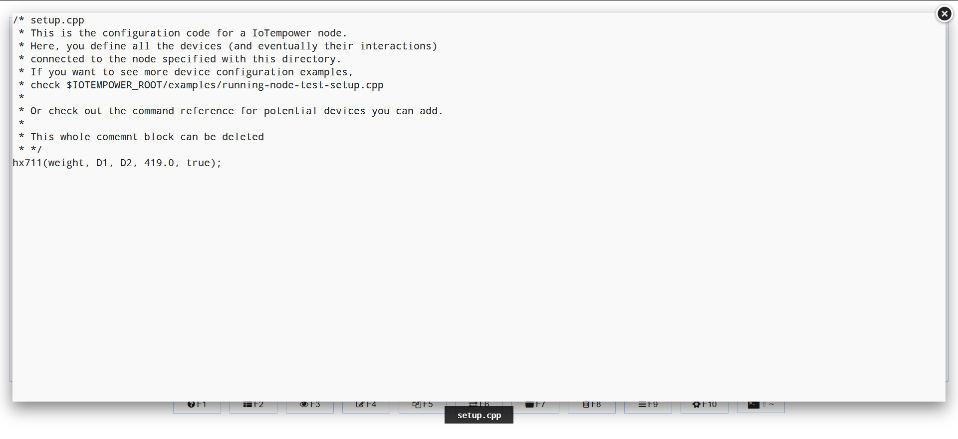 /* setup.cpp
 * This is the configuration code for a IoTempower node.
 * Here, you define all the devices (and eventually their interactions)
 * connected to the node specified with this directory.
 * If you want to see more device configuration examples,
 * check $IOTEMPOWER_ROOT/examples/running-node-test-setup.cpp
 *
 * Or check out the command reference for potential devices you can add.
 *
 * This whole comemnt block can be deleted
 * */
hx711(weight, D1, D2, 419.0, true);
F1 F2 F3 F4 F5 F6 F7 F8 F9 F10
setup.cpp